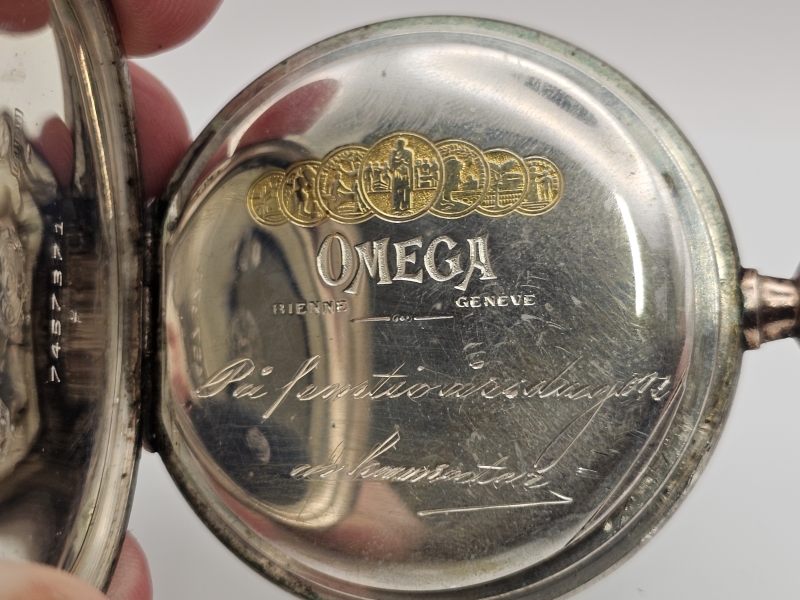 OMEGA
BIENNE GENEVE
På femtioårsdagen
7457371